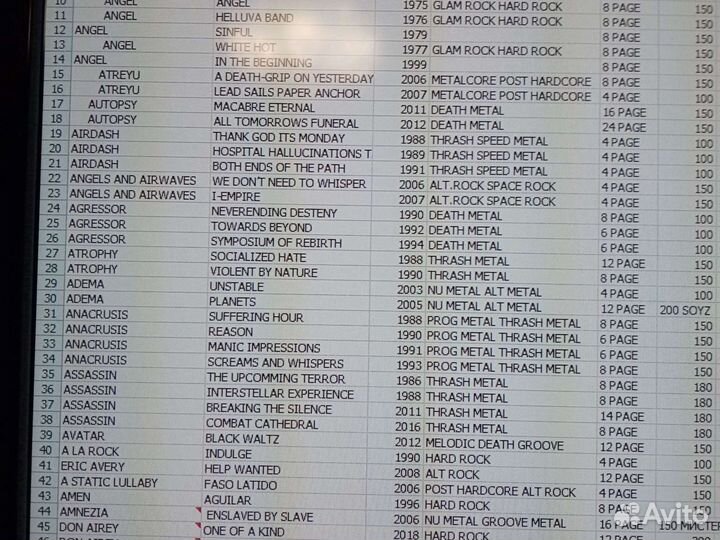 10 ANGEL ANGEL 1975 GLAM ROCK HARD ROCK 8 PAGE 150
11 ANGEL HELLUVA BAND 1976 GLAM ROCK HARD ROCK 8 PAGE 150
12 ANGEL SINFUL 1979 8 PAGE 150
13 ANGEL WHITE HOT 1977 GLAM ROCK HARD ROCK 8 PAGE 150
14 ANGEL IN THE BEGINNING 1999 8 PAGE 150
15 ATREYU A DEATH-GRIP ON YESTERDAY 2006 METALCORE POST HARDCORE 8 PAGE 150
16 ATREYU LEAD SAILS PAPER ANCHOR 2007 METALCORE POST HARDCORE 4 PAGE 100
17 AUTOPSY MACABRE ETERNAL 2011 DEATH METAL 16 PAGE 150
18 AUTOPSY ALL TOMORROWS FUNERAL 2012 DEATH METAL 24 PAGE 150
19 AIRDASH THANK GOD ITS MONDAY 1988 THRASH SPEED METAL 4 PAGE 100
20 AIRDASH HOSPITAL HALLUCINATIONS T 1989 THRASH SPEED METAL 4 PAGE 100
21 AIRDASH BOTH ENDS OF THE PATH 1991 THRASH SPEED METAL 4 PAGE 100
22 ANGELS AND AIRWAVES WE DON'T NEED TO WHISPER 2006 ALT.ROCK SPACE ROCK 4 PAGE 100
23 ANGELS AND AIRWAVES I-EMPIRE 2007 ALT.ROCK SPACE ROCK 4 PAGE 100
24 AGRESSOR NEVERENDING DESTENY 1990 DEATH METAL 8 PAGE 100
25 AGRESSOR TOWARDS BEYOND 1992 DEATH METAL 6 PAGE 100
26 AGRESSOR SYMPOSIUM OF REBIRTH 1994 DEATH METAL 6 PAGE 100
27 ATROPHY SOCIALIZED HATE 1988 THRASH METAL 12 PAGE 150
28 ATROPHY VIOLENT BY NATURE 1990 THRASH METAL 8 PAGE 150
29 ADEMA UNSTABLE 2003 NU METAL ALT METAL 4 PAGE 100
30 ADEMA PLANETS 2005 NU METAL ALT METAL 12 PAGE 200 SOYZ
31 ANACRUSIS SUFFERING HOUR 1988 PROG METAL THRASH METAL 8 PAGE 150
32 ANACRUSIS REASON 1990 PROG METAL THRASH METAL 6 PAGE 150
33 ANACRUSIS MANIC IMPRESSIONS 1991 PROG METAL THRASH METAL 6 PAGE 150
34 ANACRUSIS SCREAMS AND WHISPERS 1993 PROG METAL THRASH METAL 8 PAGE 150
35 ASSASSIN THE UPCOMMING TERROR 1986 THRASH METAL 8 PAGE 180
36 ASSASSIN INTERSTELLAR EXPERIENCE 1988 THRASH METAL 8 PAGE 180
37 ASSASSIN BREAKING THE SILENCE 2011 THRASH METAL 14 PAGE 180
38 ASSASSIN COMBAT CATHEDRAL 2016 THRASH METAL 8 PAGE 180
39 AVATAR BLACK WALTZ 2012 MELODIC DEATH GROOVE 12 PAGE 150
40 A LA ROCK INDULGE 1990 HARD ROCK 4 PAGE 100
41 ERIC AVERY HELP WANTED 2008 ALT ROCK 12 PAGE 150
42 A STATIC LULLABY FASO LATIDO 2006 POST HARDCORE ALT ROCK 4 PAGE 100
43 AMEN AGUILAR 1996 HARD ROCK 8 PAGE 150
44 AMNEZIA ENSLAVED BY SLAVE 2006 NU METAL GROOVE METAL 16 PAGE 150 МИСТЕР
45 DON AIREY ONE OF A KIND 2018 HARD ROCK 12 PAGE
Avito